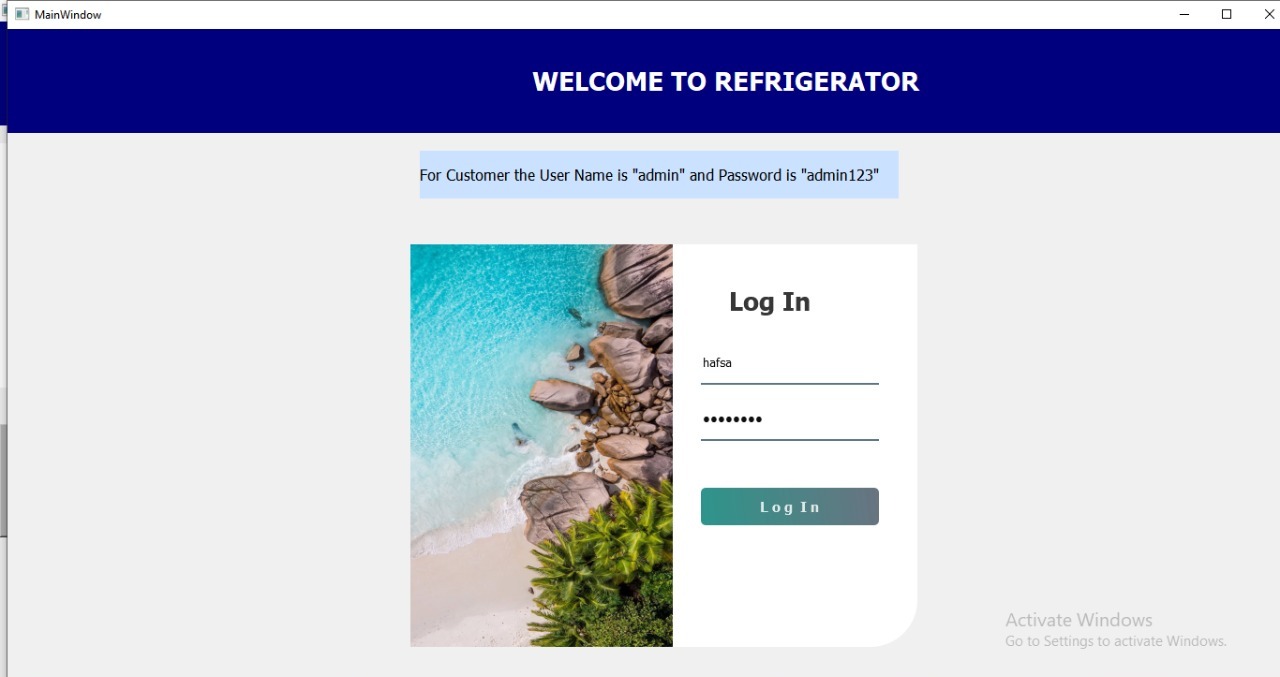 MainWindow
WELCOME TO REFRIGERATOR
For Customer the User Name is "admin" and Password is "admin123"
Log In
hafsa
••••••••
Log In
Activate Windows
Go to Settings to activate Windows.